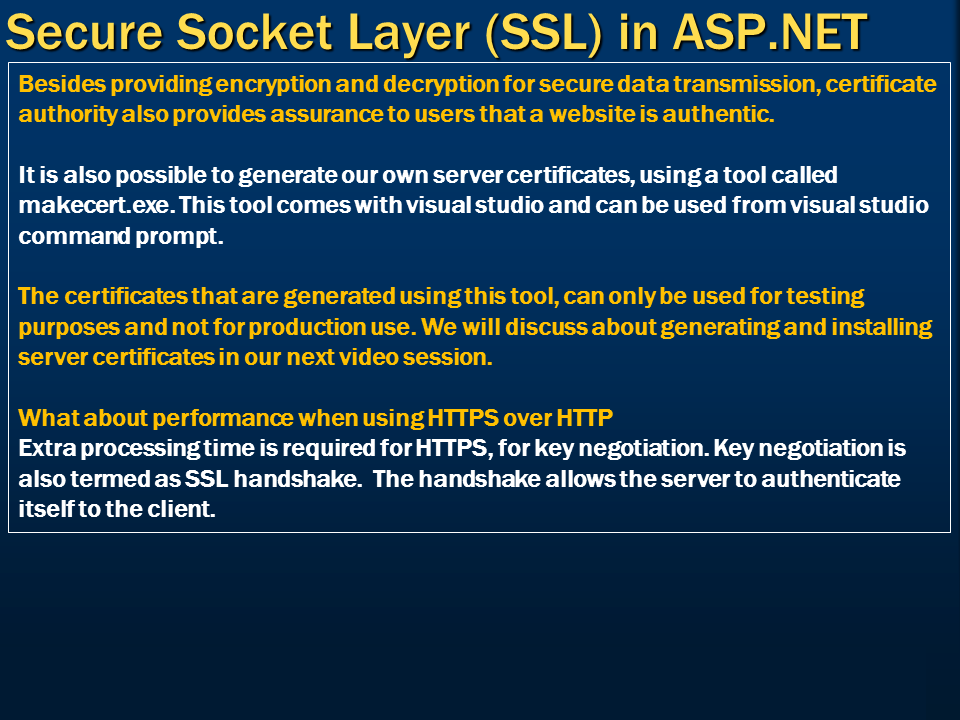 Secure Socket Layer (SSL) in ASP.NET
Besides providing encryption and decryption for secure data transmission, certificate
authority also provides assurance to users that a website is authentic.
It is also possible to generate our own server certificates, using a tool called
makecert.exe. This tool comes with visual studio and can be used from visual studio
command prompt.
The certificates that are generated using this tool, can only be used for testing
purposes and not for production use. We will discuss about generating and installing
server certificates in our next video session.
What about performance when using HTTPS over HTTP
Extra processing time is required for HTTPS, for key negotiation. Key negotiation is
also termed as SSL handshake.  The handshake allows the server to authenticate
itself to the client.